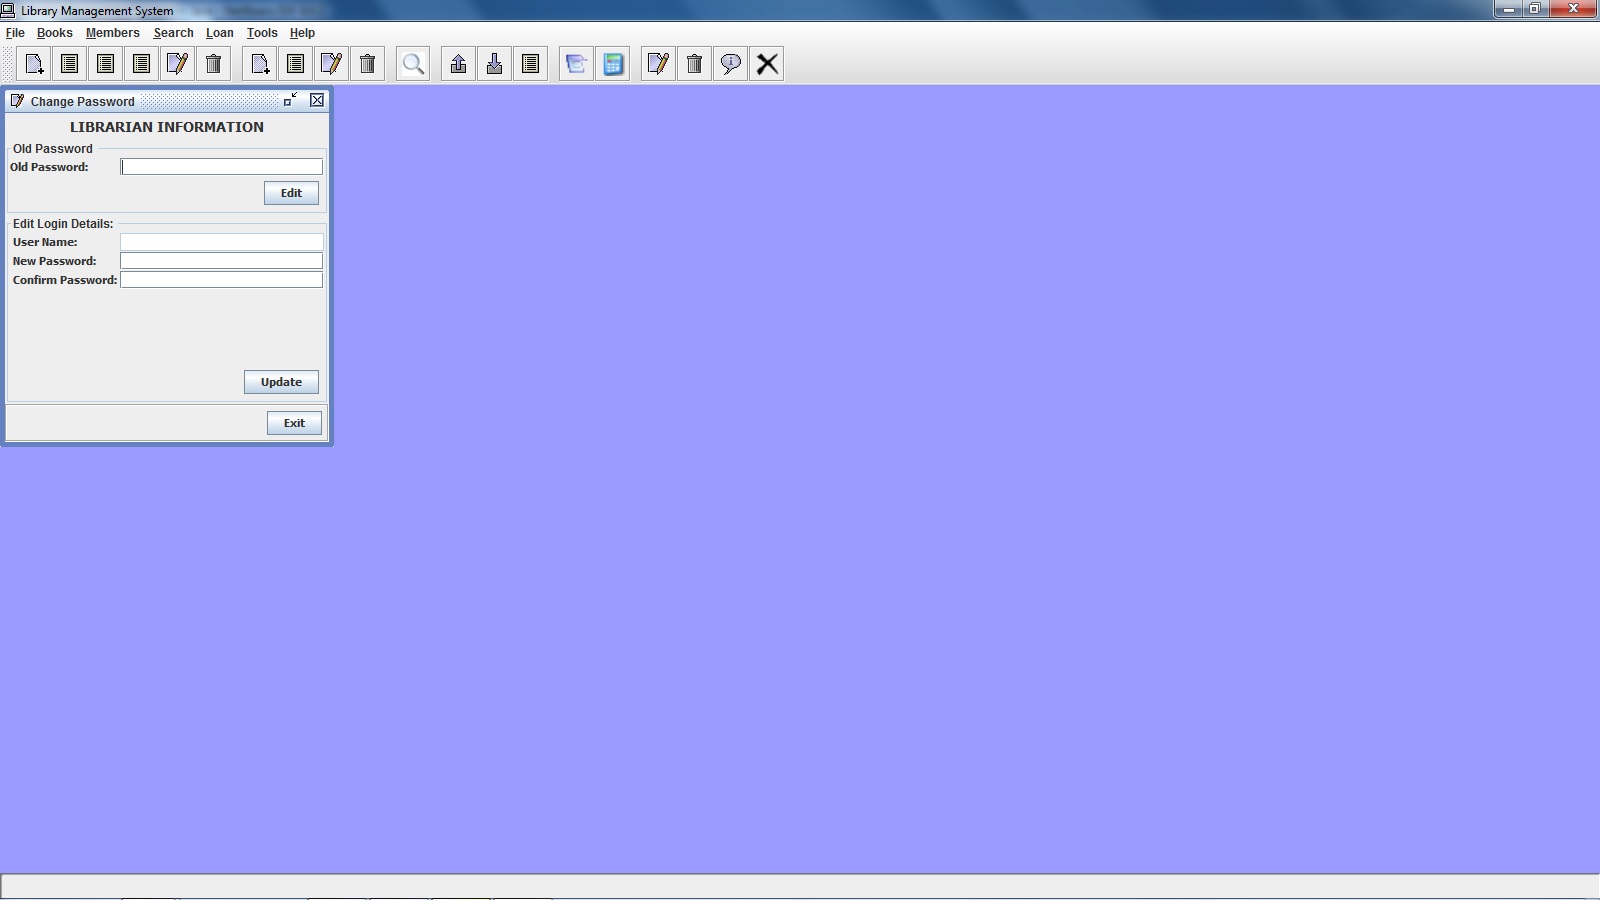 Library Management System
File Books Members Search Loan Tools Help
Change Password
LIBRARIAN INFORMATION
Old Password
Old Password:
Edit
Edit Login Details:
User Name:
New Password:
Confirm Password:
Update
Exit